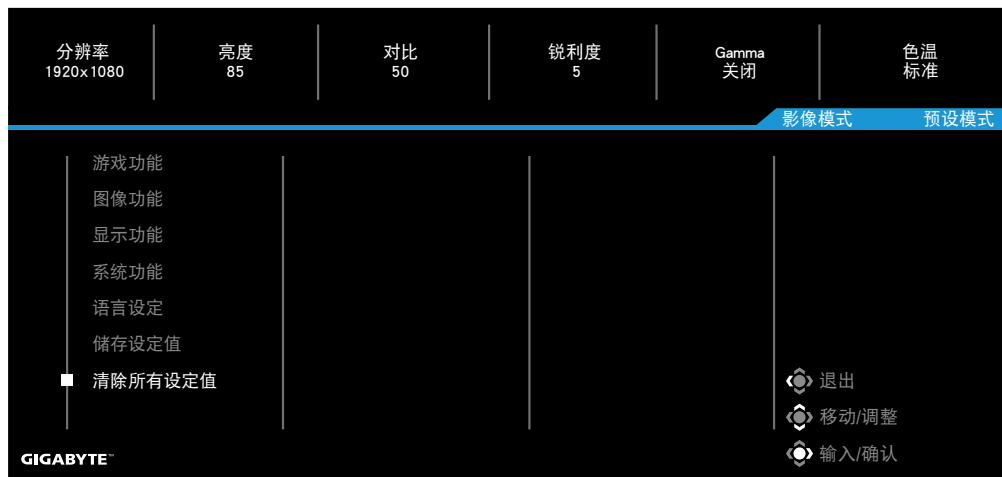 分辨率 亮度 对比 锐利度 Gamma 色温
1920x1080 85 50 5 关闭 标准
影像模式 预设模式
游戏功能
图像功能
显示功能
系统功能
语言设定
储存设定值
清除所有设定值
退出
移动/调整
输入/确认
GIGABYTE™